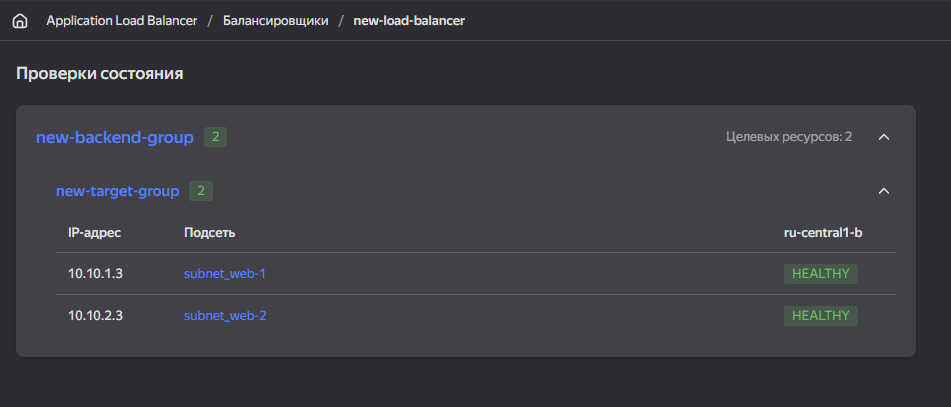 Application Load Balancer / Балансировщики / new-load-balancer
Проверки состояния
new-backend-group 2 Целевых ресурсов: 2
new-target-group 2
IP-адрес Подсеть ru-central1-b
10.10.1.3 subnet_web-1 HEALTHY
10.10.2.3 subnet_web-2 HEALTHY